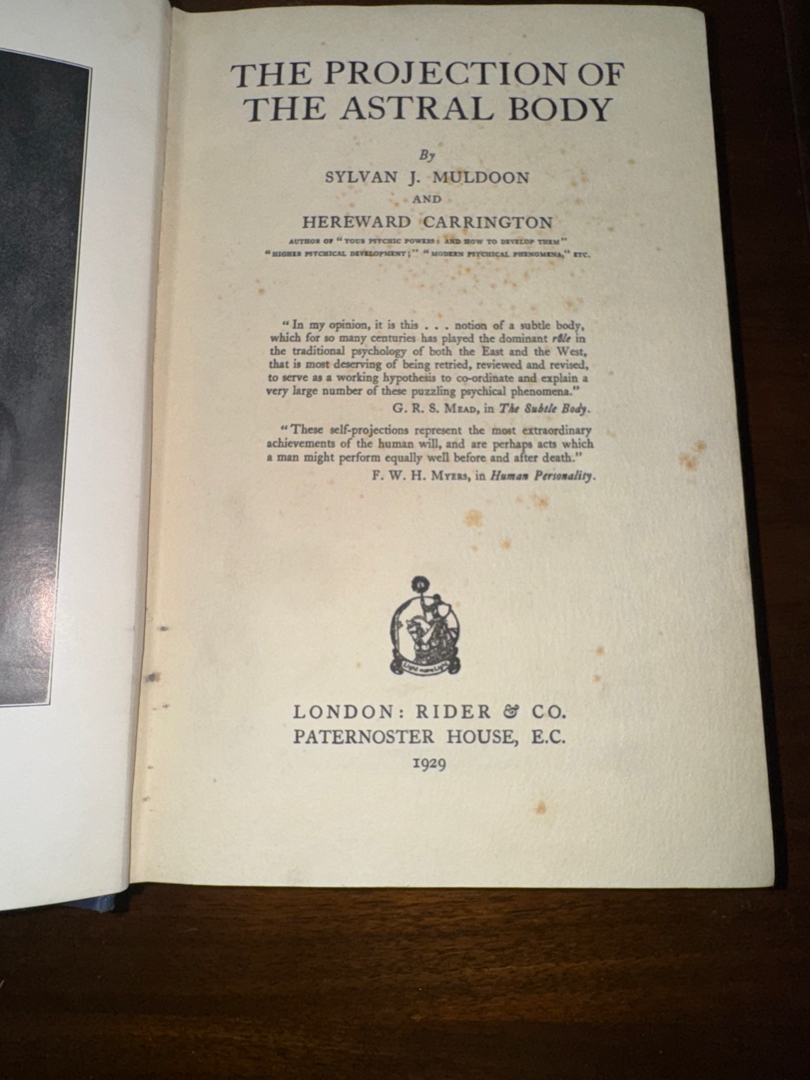 THE PROJECTION OF
THE ASTRAL BODY
By
SYLVAN J. MULDOON
AND
HEREWARD CARRINGTON
AUTHOR OF "YOUR PSYCHIC POWERS: AND HOW TO DEVELOP THEM"
"HIGHER PSYCHICAL DEVELOPMENT;" "MODERN PSYCHICAL PHENOMENA," ETC.
"In my opinion, it is this . . . notion of a subtle body,
which for so many centuries has played the dominant rôle in
the traditional psychology of both the East and the West,
that is most deserving of being retried, reviewed and revised,
to serve as a working hypothesis to co-ordinate and explain a
very large number of these puzzling psychical phenomena."
G. R. S. MEAD, in The Subtle Body.
"These self-projections represent the most extraordinary
achievements of the human will, and are perhaps acts which
a man might perform equally well before and after death."
F. W. H. MYERS, in Human Personality.
Light more Light
LONDON: RIDER & CO.
PATERNOSTER HOUSE, E.C.
1929